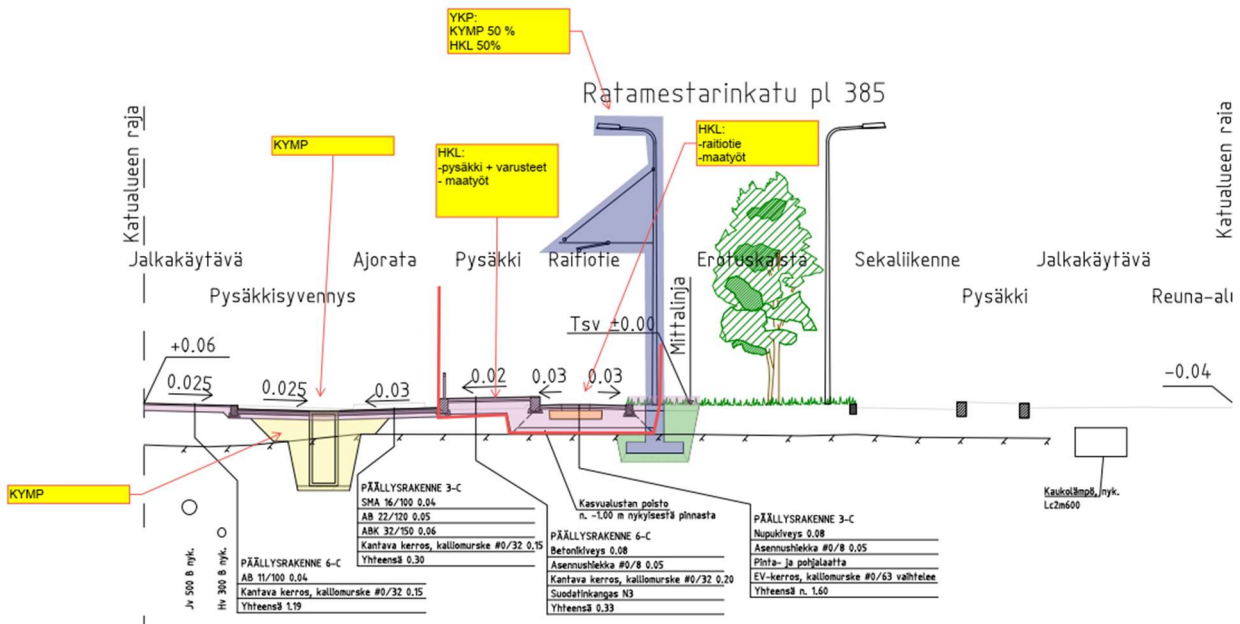 YKP:
KYMP 50 %
HKL 50%
Ratamestarinkatu pl 385
Katualueen raja
Katualueen raja
KYMP
HKL:
-pysäkki + varusteet
- maatyöt
HKL:
-raitiotie
-maatyöt
Jalkakäytävä
Ajorata
Pysäkki
Raitiotie
Erotuskaista
Sekaliikenne
Jalkakäytävä
Pysäkkisyvennys
Pysäkki
Reuna-al
Tsv ±0.00
Mittalinja
+0.06
-0.04
0.025
0.025
0.03
0.02
0.03
0.03
KYMP
Jv 500 B nyk.
Hv 300 B nyk.
PÄÄLLYSRAKENNE 6-C
AB 11/100 0.04
Kantava kerros, kalliomurske #0/32 0.15
Yhteensä 1.19
PÄÄLLYSRAKENNE 3-C
SMA 16/100 0.04
AB 22/120 0.05
ABK 32/150 0.06
Kantava kerros, kalliomurske #0/32 0.15
Yhteensä 0.30
Kasvualustan poisto
n. -1.00 m nykyisestä pinnasta
PÄÄLLYSRAKENNE 6-C
Betonikiveys 0.08
Asennushiekka #0/8 0.05
Kantava kerros, kalliomurske #0/32 0.20
Suodatinkangas N3
Yhteensä 0.33
PÄÄLLYSRAKENNE 3-C
Nupukiveys 0.08
Asennushiekka #0/8 0.05
Pinta- ja pohjalaatta
EV-kerros, kalliomurske #0/63 vaihtelee
Yhteensä n. 1.60
Kaukolämpö, nyk.
Lc2m600